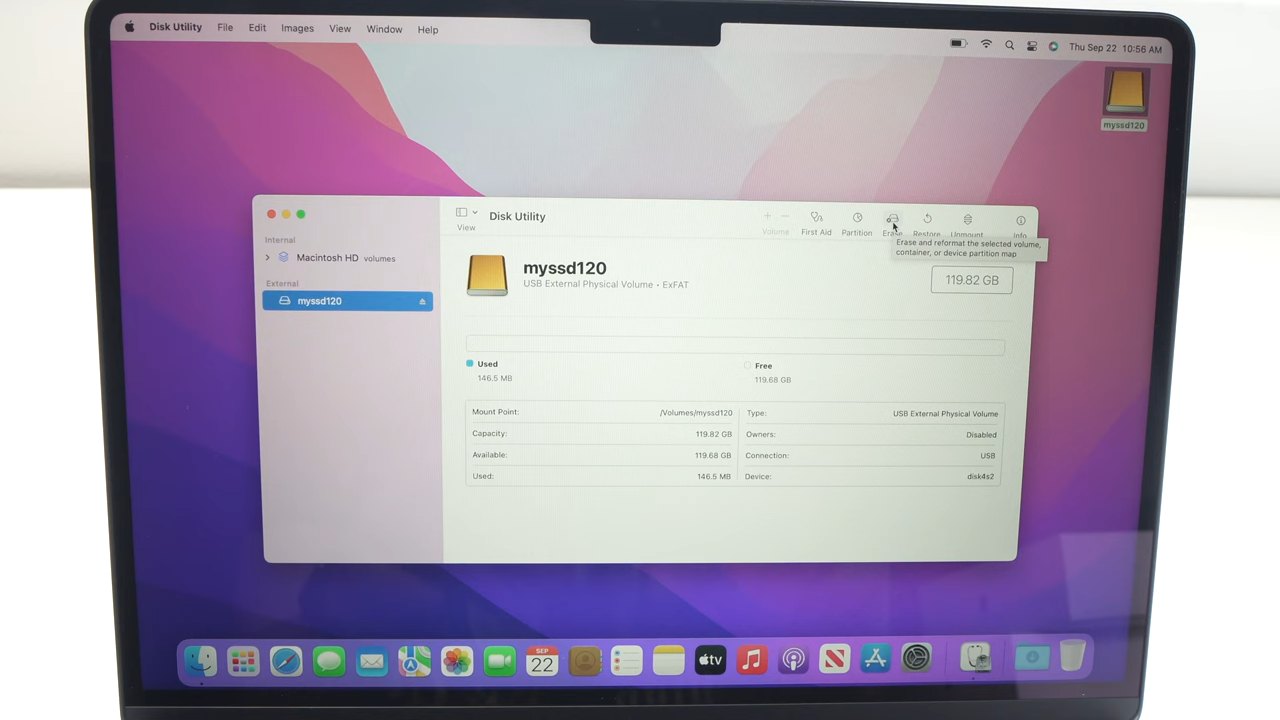 Disk Utility File Edit Images View Window Help
Thu Sep 22 10:56 AM
myssd120
Disk Utility
View
Volume First Aid Partition Erase Restore Unmount Info
Erase and reformat the selected volume,
container, or device partition map
Internal
Macintosh HD volumes
External
myssd120
myssd120
USB External Physical Volume • ExFAT
119.82 GB
Used
146.5 MB
Free
119.68 GB
Mount Point: /Volumes/myssd120
Type: USB External Physical Volume
Capacity: 119.82 GB
Owners: Disabled
Available: 119.68 GB
Connection: USB
Used: 146.5 MB
Device: disk4s2
SEP
22
tv